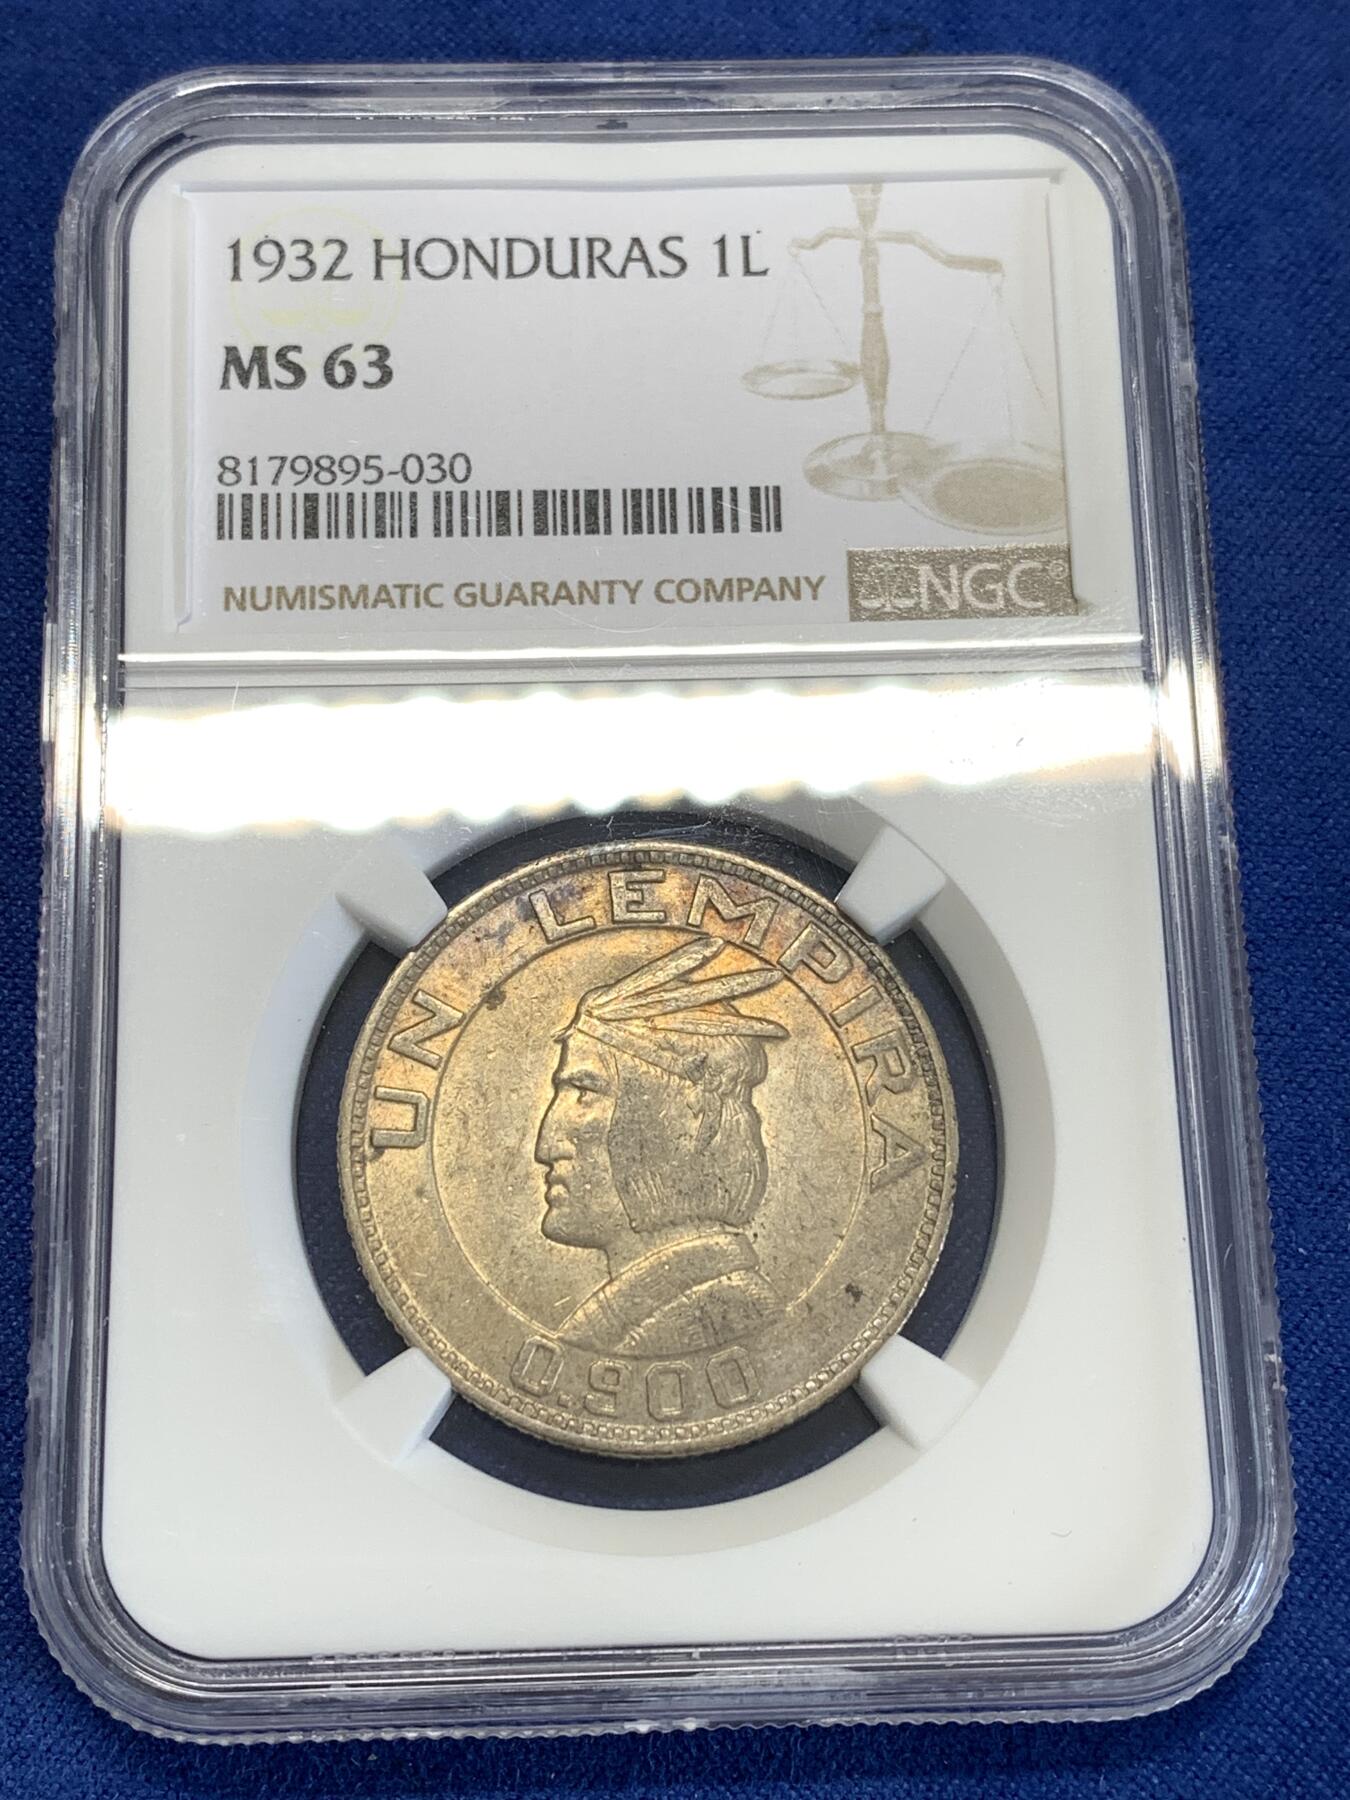 1932 HONDURAS 1L
MS 63
8179895-030
NUMISMATIC GUARANTY COMPANY
NGC®
UN LEMPIRA
0.900